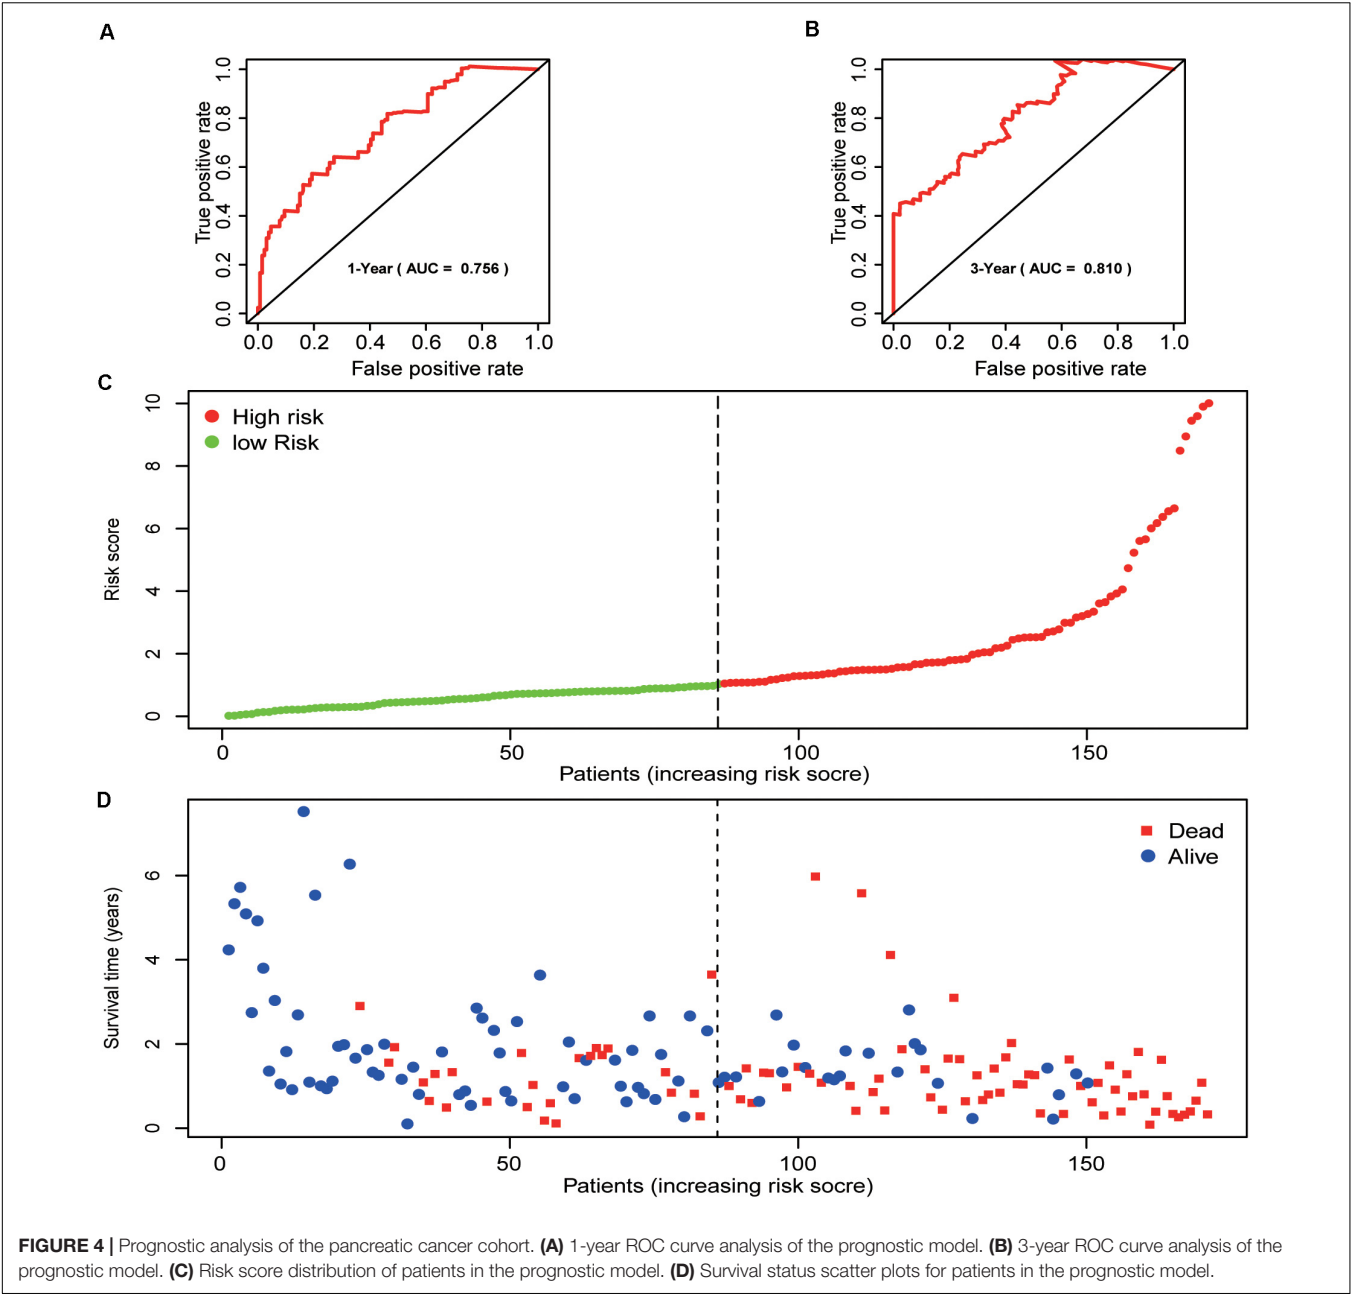 A
B
1.0
0.8
0.6
0.4
0.2
0.0
True positive rate
1-Year ( AUC = 0.756 )
0.0 0.2 0.4 0.6 0.8 1.0
False positive rate
1.0
0.8
0.6
0.4
0.2
0.0
True positive rate
3-Year ( AUC = 0.810 )
0.0 0.2 0.4 0.6 0.8 1.0
False positive rate
C
High risk
low Risk
10
8
6
4
2
0
Risk score
0 50 100 150
Patients (increasing risk socre)
D
Dead
Alive
6
4
2
0
Survival time (years)
0 50 100 150
Patients (increasing risk socre)
FIGURE 4 | Prognostic analysis of the pancreatic cancer cohort. (A) 1-year ROC curve analysis of the prognostic model. (B) 3-year ROC curve analysis of the
prognostic model. (C) Risk score distribution of patients in the prognostic model. (D) Survival status scatter plots for patients in the prognostic model.